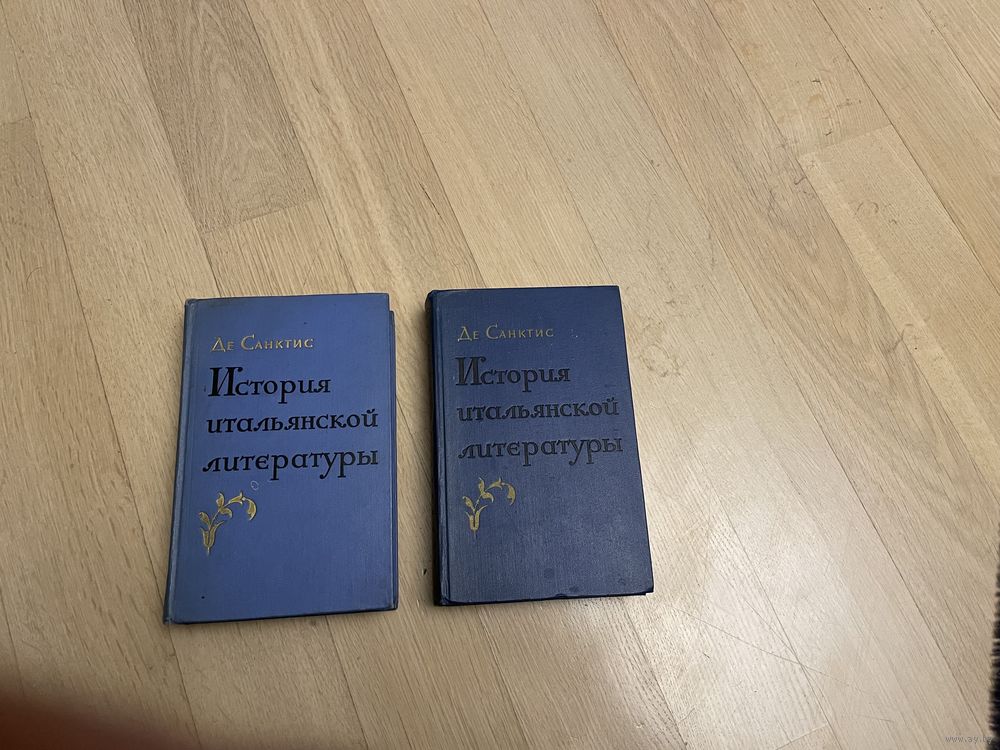 Де Санктис
История
итальянской
литературы
Де Санктис
История
итальянской
литературы